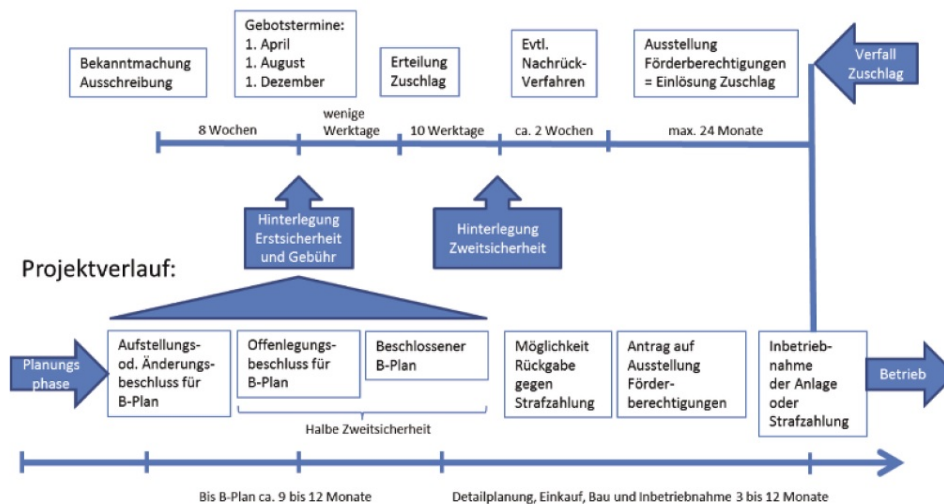 Bekanntmachung
Ausschreibung
Gebotstermine:
1. April
1. August
1. Dezember
Erteilung
Zuschlag
Evtl.
Nachrück-
Verfahren
Ausstellung
Förderberechtigungen
= Einlösung Zuschlag
Verfall
Zuschlag
8 Wochen
wenige
Werktage
10 Werktage
ca. 2 Wochen
max. 24 Monate
Hinterlegung
Erstsicherheit
und Gebühr
Hinterlegung
Zweitsicherheit
Projektverlauf:
Planungs
phase
Aufstellungs-
od. Änderungs-
beschluss für
B-Plan
Offenlegungs-
beschluss für
B-Plan
Beschlossener
B-Plan
Halbe Zweitsicherheit
Möglichkeit
Rückgabe
gegen
Strafzahlung
Antrag auf
Ausstellung
Förder-
berechtigungen
Inbetrieb-
nahme
der Anlage
oder
Strafzahlung
Betrieb
Bis B-Plan ca. 9 bis 12 Monate
Detailplanung, Einkauf, Bau und Inbetriebnahme 3 bis 12 Monate